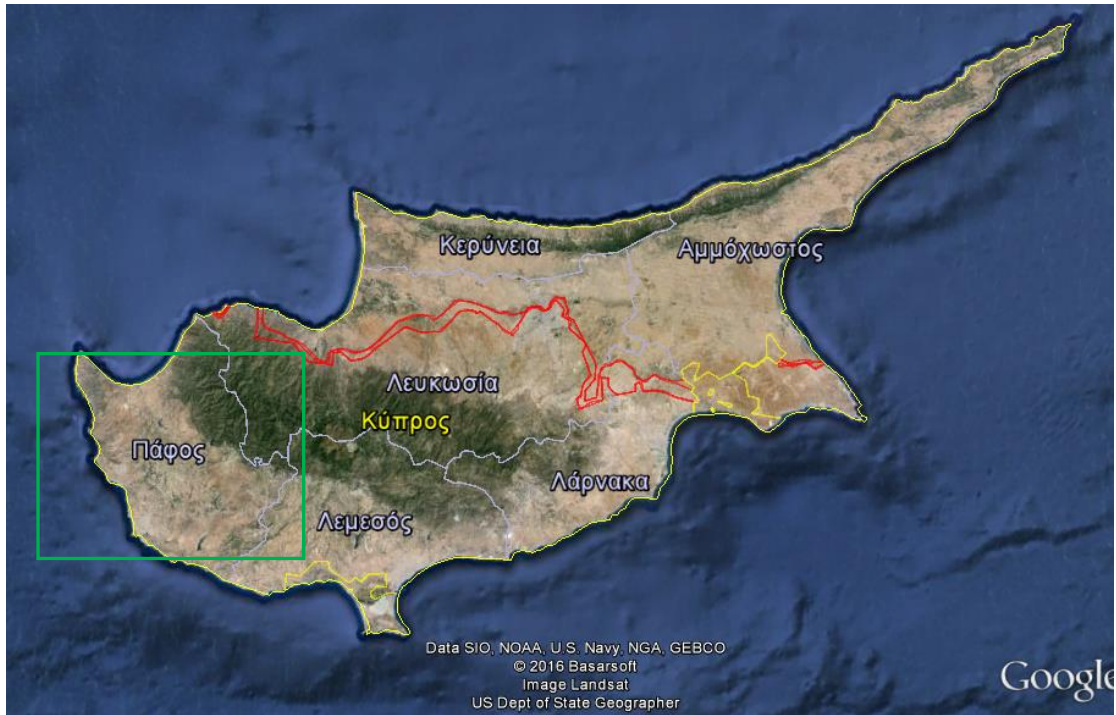 Κερύνεια
Αμμόχωστος
Λευκωσία
Κύπρος
Πάφος
Λάρνακα
Λεμεσός
Data SIO, NOAA, U.S. Navy, NGA, GEBCO
© 2016 Basarsoft
Image Landsat
US Dept of State Geographer
Google